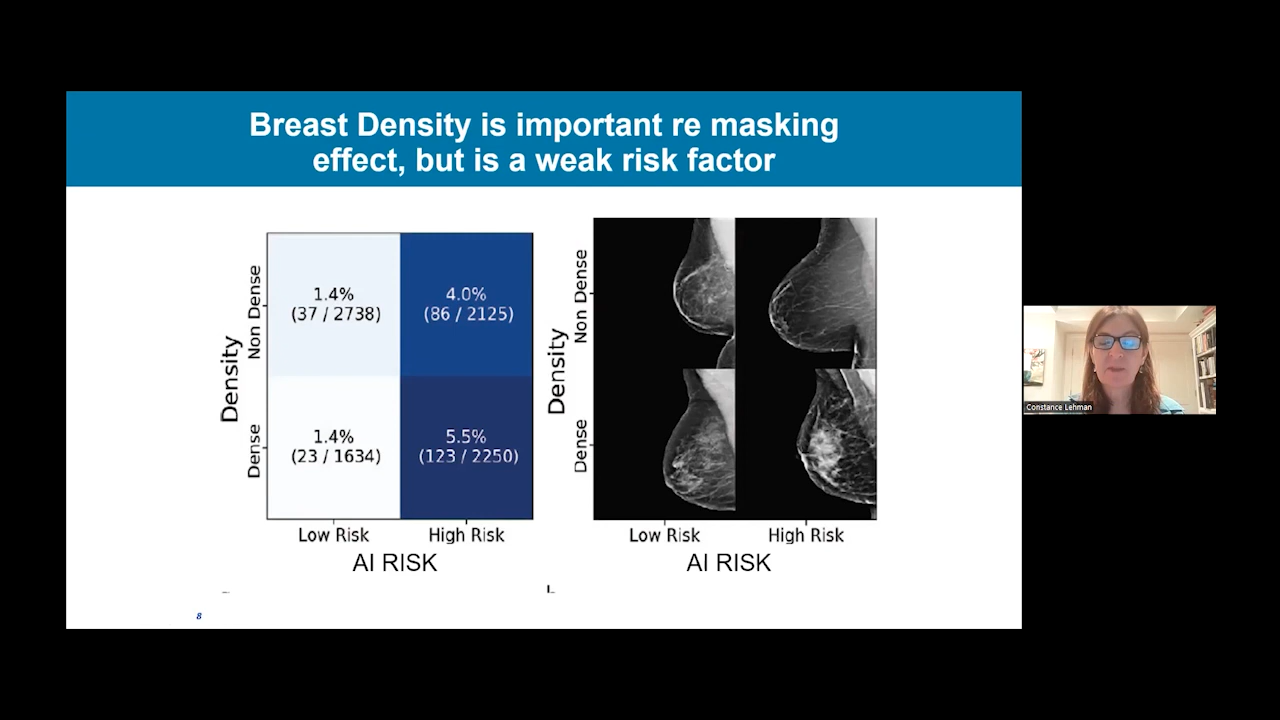 Breast Density is important re masking
effect, but is a weak risk factor
Density
Non Dense
Dense
1.4%
(37 / 2738)
4.0%
(86 / 2125)
1.4%
(23 / 1634)
5.5%
(123 / 2250)
Low Risk
High Risk
AI RISK
Density
Non Dense
Dense
Low Risk
High Risk
AI RISK
8
Constance Lehman